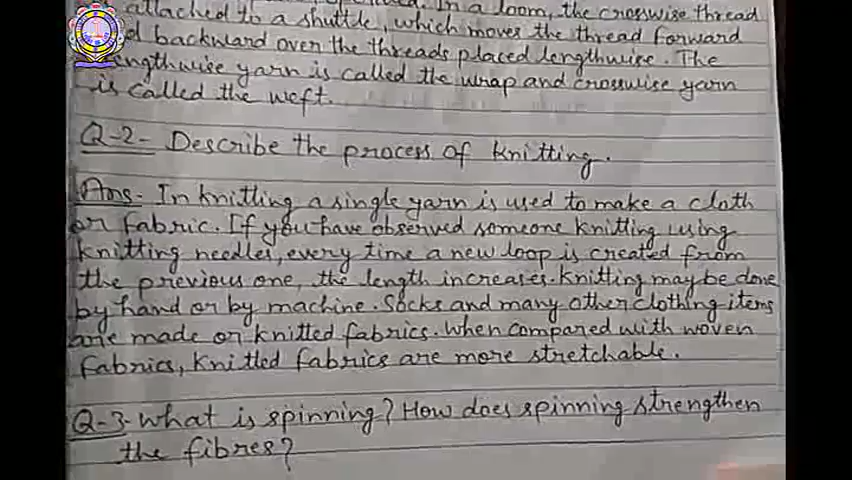 In a loom, the crosswise thread
attached to a shuttle, which moves the thread forward
d backward over the threads placed lengthwise. The
lengthwise yarn is called the wrap and crosswise yarn
is called the weft.
Q-2- Describe the process of knitting.
Ans- In knitting a single yarn is used to make a cloth
or fabric. If you have observed someone knitting using
knitting needles, every time a new loop is created from
the previous one, the length increases. Knitting may be done
by hand or by machine. Socks and many other clothing items
are made or knitted fabrics. When compared with woven
fabrics, knitted fabrics are more stretchable.
Q-3- What is spinning? How does spinning strengthen
the fibres?